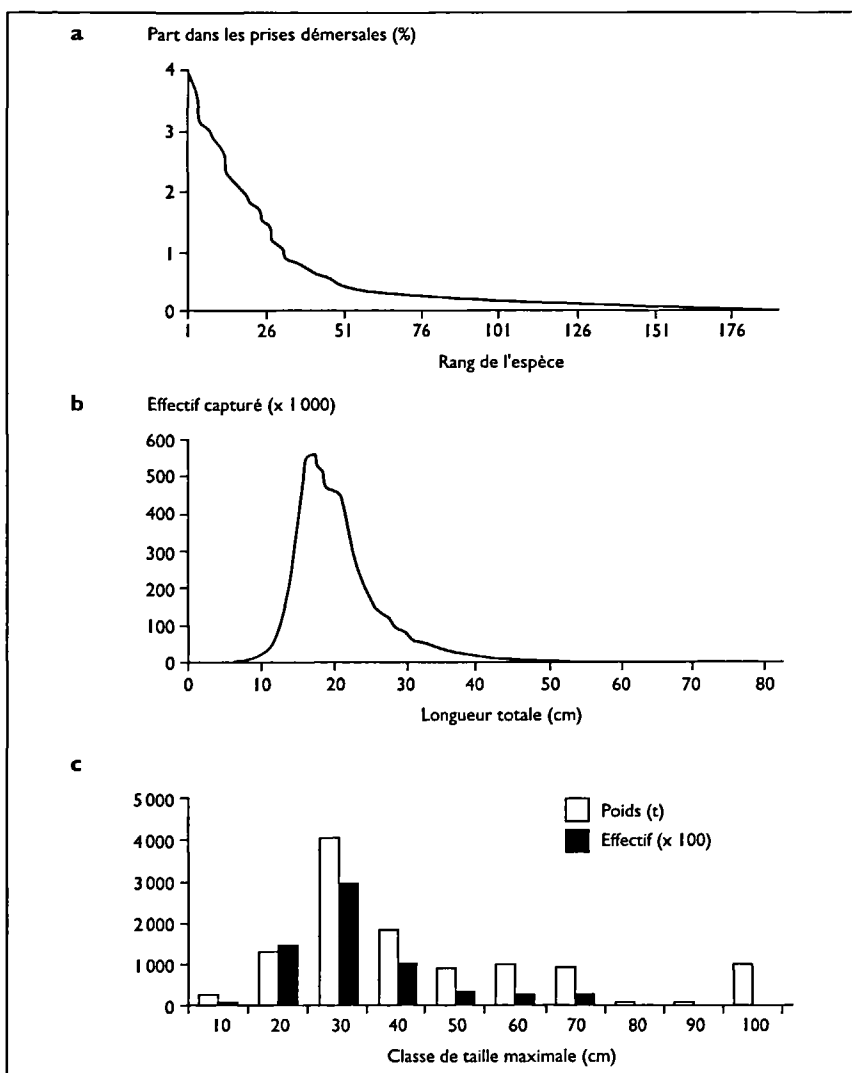 a Part dans les prises démersales (%)
4
3
2
1
0
1 26 51 76 101 126 151 176
Rang de l'espèce
b Effectif capturé (x 1 000)
600
500
400
300
200
100
0
0 10 20 30 40 50 60 70 80
Longueur totale (cm)
c
5 000
4 000
3 000
2 000
1 000
0
Poids (t)
Effectif (x 100)
10 20 30 40 50 60 70 80 90 100
Classe de taille maximale (cm)